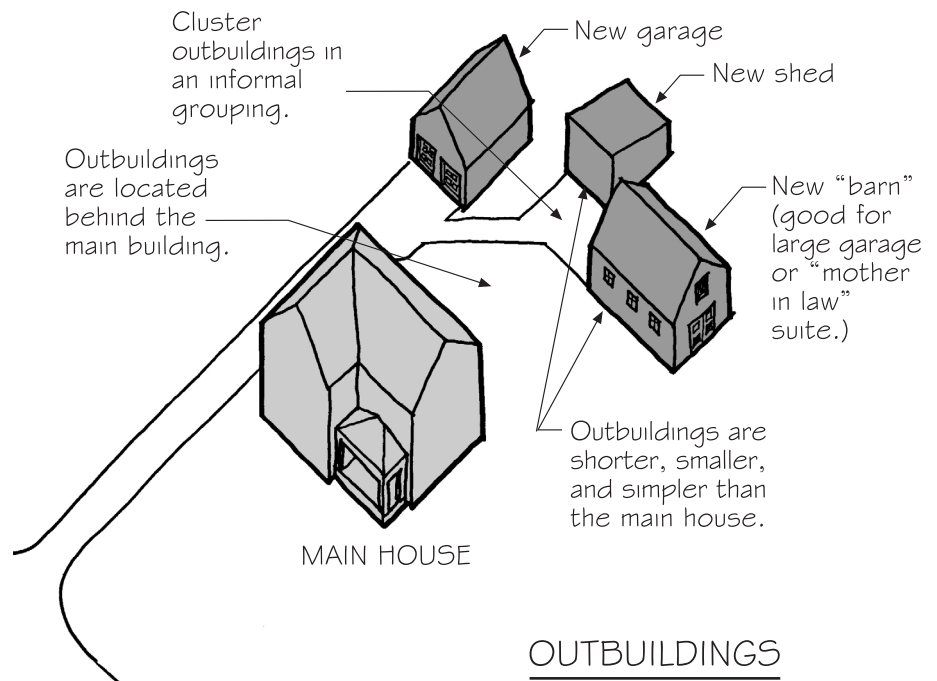 Cluster
outbuildings in
an informal
grouping.
New garage
New shed
Outbuildings
are located
behind the
main building.
New “barn”
(good for
large garage
or “mother
in law”
suite.)
Outbuildings are
shorter, smaller,
and simpler than
the main house.
MAIN HOUSE
OUTBUILDINGS